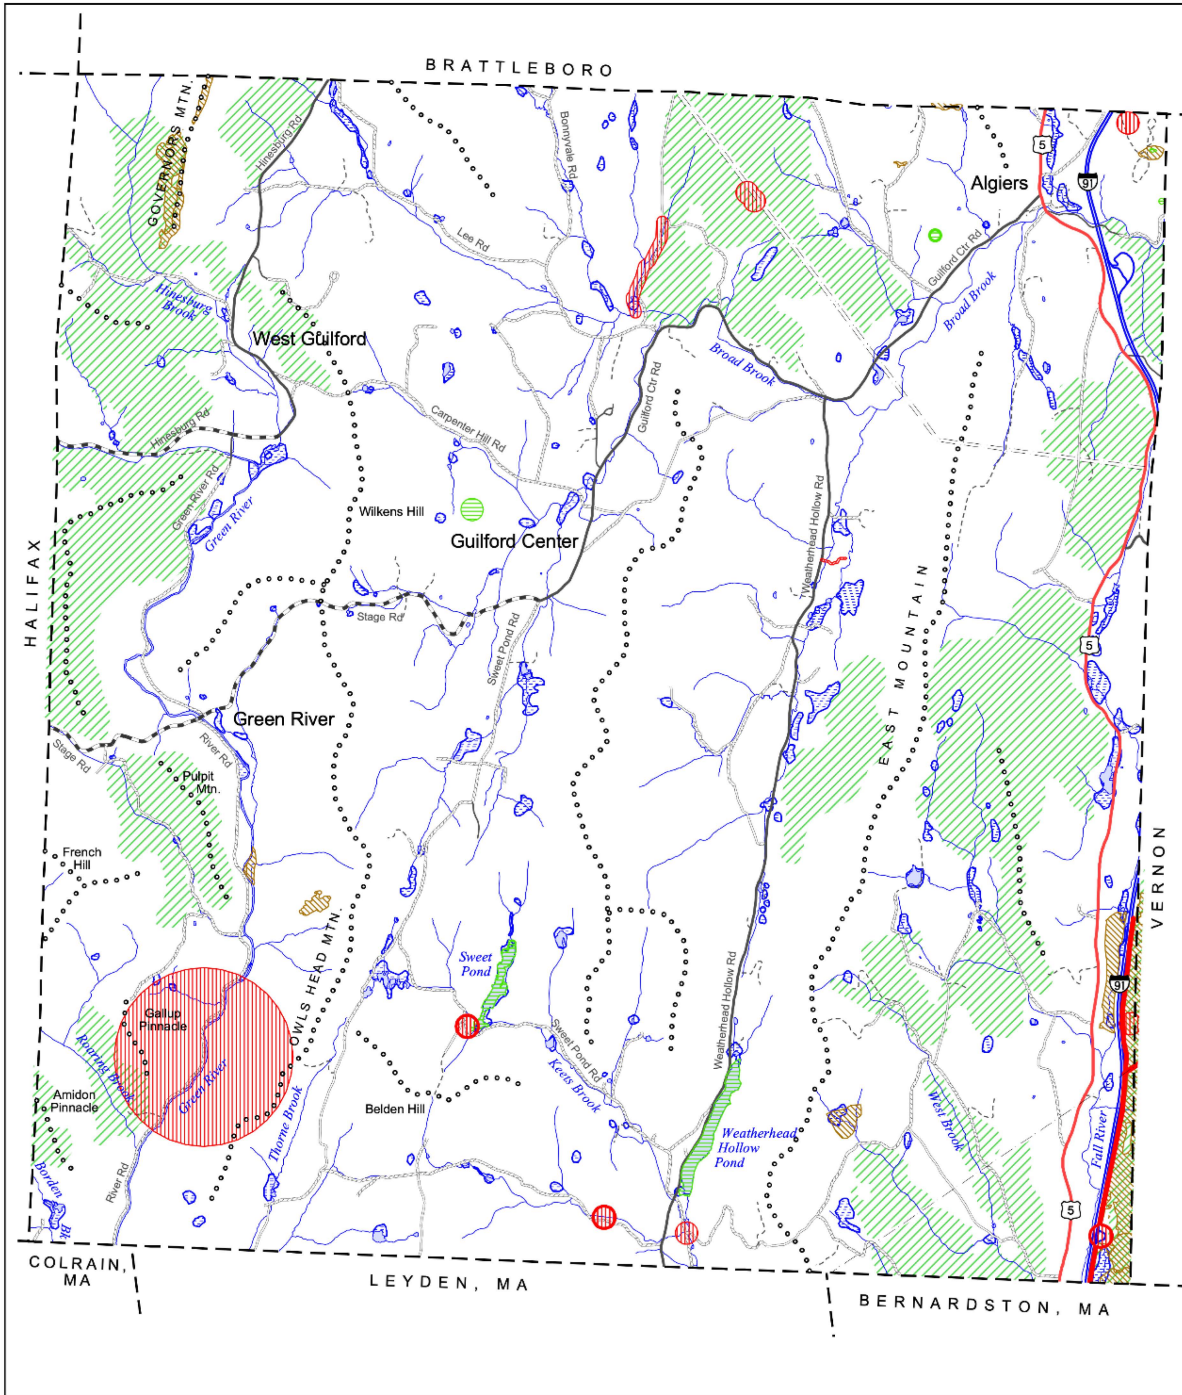 BRATTLEBORO
GOVERNORS MTN.
Hinesburg Rd
Bonnyvale Rd
5
91
Algiers
Lee Rd
Guilford Ctr Rd
Broad Brook
Hinesburg
Brook
West Guilford
Broad Brook
Guilford Ctr Rd
Carpenter Hill Rd
Hinesburg Rd
Green River Rd
Green River
Wilkens Hill
Guilford Center
Weatherhead Hollow Rd
HALIFAX
Stage Rd
Sweet Pond Rd
EAST MOUNTAIN
5
Green River
Stage Rd
River Rd
Pulpit
Mtn.
French
Hill
VERNON
OWLS HEAD MTN.
Sweet
Pond
Weatherhead Hollow Rd
91
Gallup
Pinnacle
Roaring Brook
Green River
Sweet Pond Rd
Keets Brook
Amidon
Pinnacle
Belden Hill
Thorne Brook
Weatherhead
Hollow
Pond
West Brook
Fall River
River Rd
Borden
Bk
5
COLRAIN,
MA
LEYDEN, MA
BERNARDSTON, MA